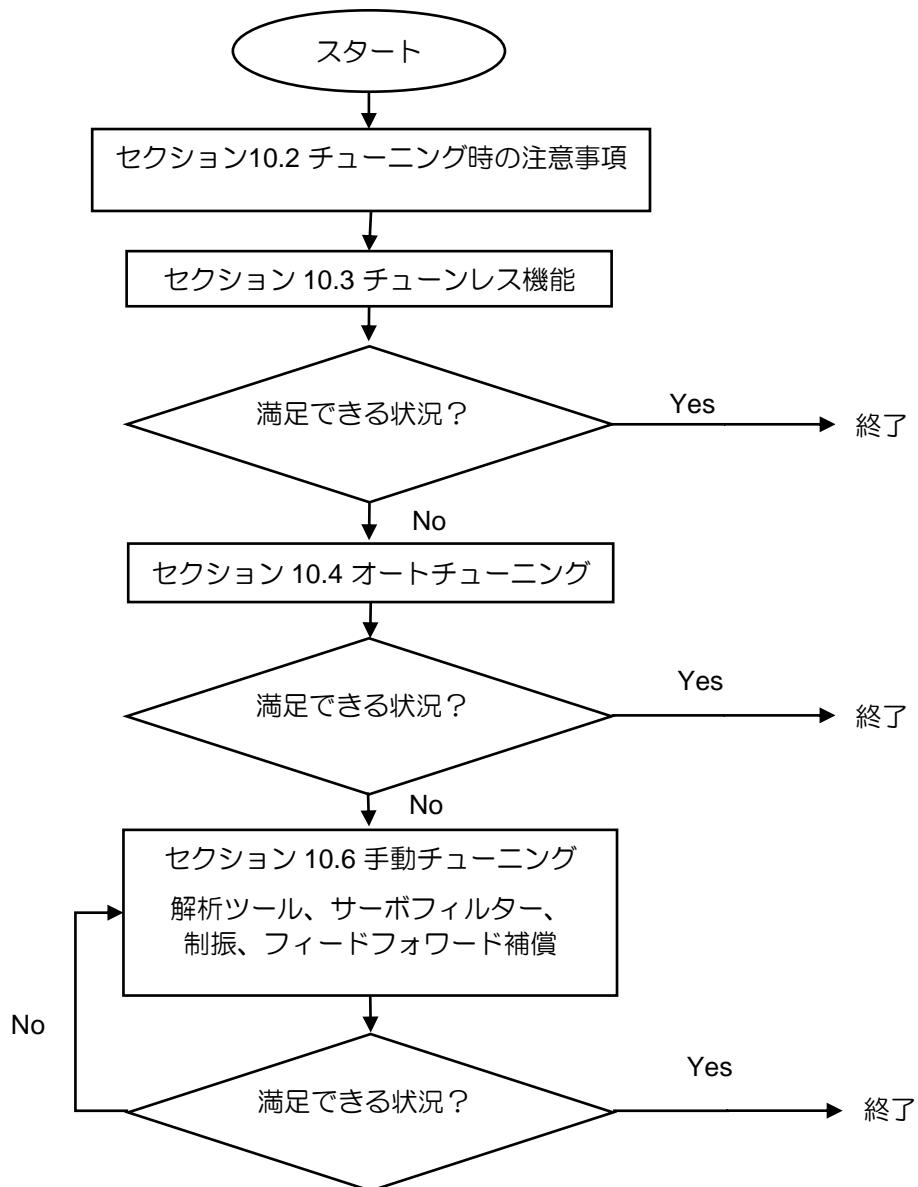 スタート
セクション10.2 チューニング時の注意事項
セクション 10.3 チューンレス機能
満足できる状況？
Yes
終了
No
セクション 10.4 オートチューニング
満足できる状況？
Yes
終了
No
セクション 10.6 手動チューニング
解析ツール、サーボフィルター、
制振、フィードフォワード補償
No
満足できる状況？
Yes
終了